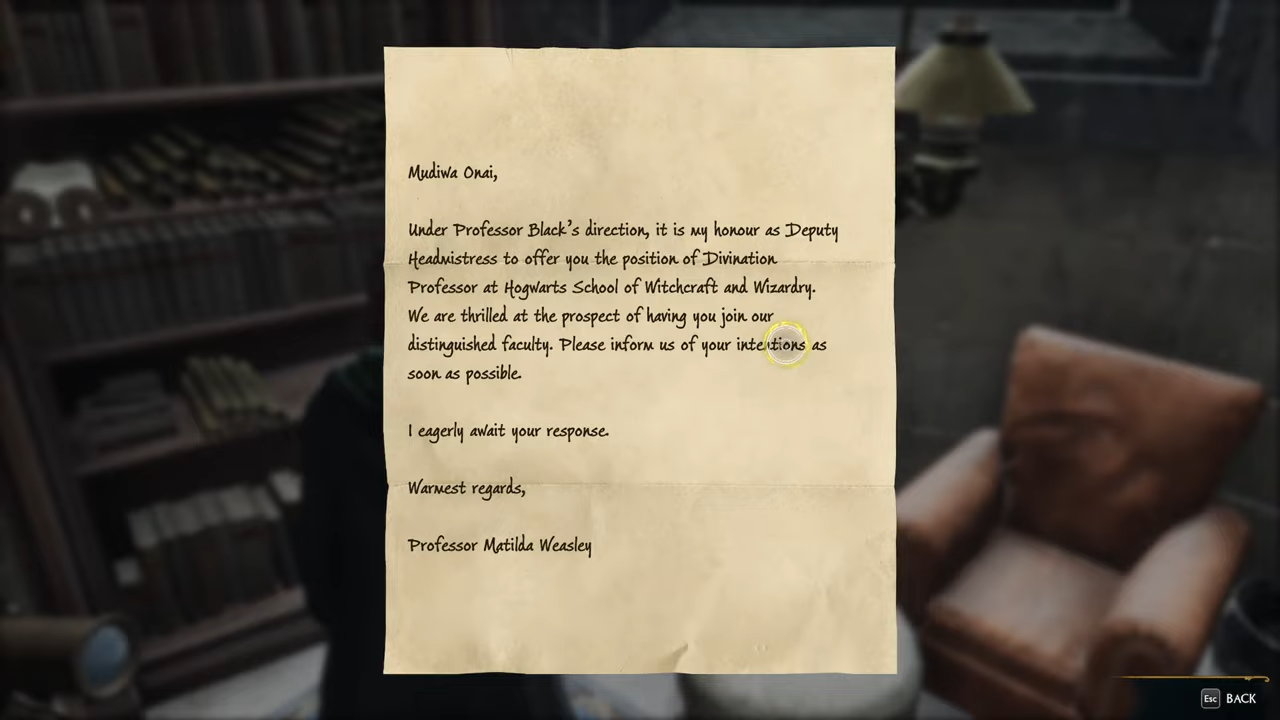 Mudiwa Onai,
Under Professor Black's direction, it is my honour as Deputy
Headmistress to offer you the position of Divination
Professor at Hogwarts School of Witchcraft and Wizardry.
We are thrilled at the prospect of having you join our
distinguished faculty. Please inform us of your intentions as
soon as possible.
I eagerly await your response.
Warmest regards,
Professor Matilda Weasley
Esc BACK